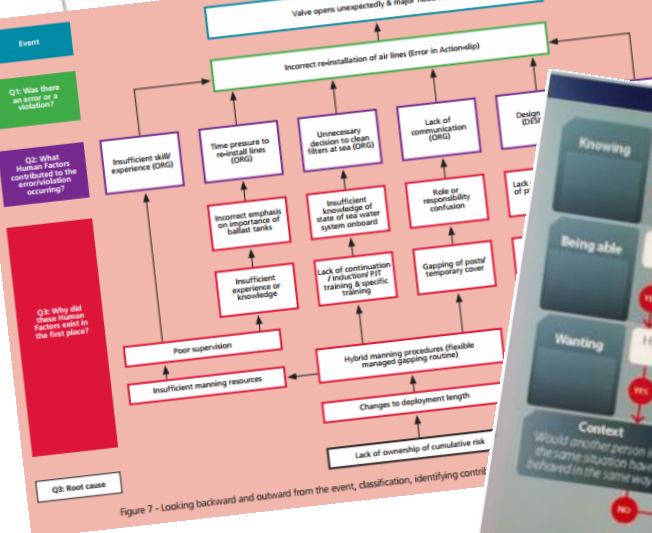 Valve opens unexpectedly & major
Event
Incorrect re-installation of air lines (Error in Action-slip)
Q1: Was there
an error or a
violation?
Q2: What
Human Factors
contributed to the
error/violation
occurring?
Insufficient skill/
experience (ORG)
Time pressure to
re-install lines
(ORG)
Unnecessary
decision to clean
filters at sea (ORG)
Lack of
communication
(ORG)
Design
Incorrect emphasis
on importance of
ballast tanks
Insufficient
knowledge of
state of sea water
system onboard
Role or
responsibility
confusion
Lack
of
Q3: Why did
these Human
Factors exist in
the first place?
Insufficient
experience or
knowledge
Lack of continuation
/ induction/ PJT
training & specific
training
Gapping of posts/
temporary cover
Poor supervision
Hybrid manning procedures (flexible
managed gapping routine)
Insufficient manning resources
Changes to deployment length
Lack of ownership of cumulative risk
Q3: Root cause
Figure 7 - Looking backward and outward from the event, classification, identifying
Knowing
Being able
Wanting
YES
Context
Would another person in
the same situation have
behaved in the same way
NO